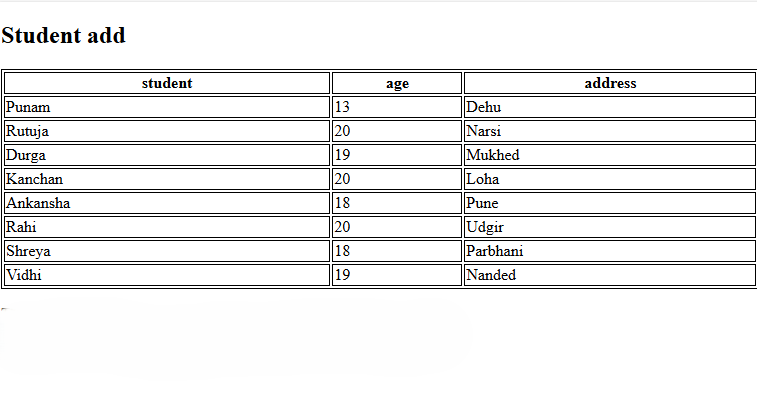 Student add
student age address
Punam 13 Dehu
Rutuja 20 Narsi
Durga 19 Mukhed
Kanchan 20 Loha
Ankansha 18 Pune
Rahi 20 Udgir
Shreya 18 Parbhani
Vidhi 19 Nanded